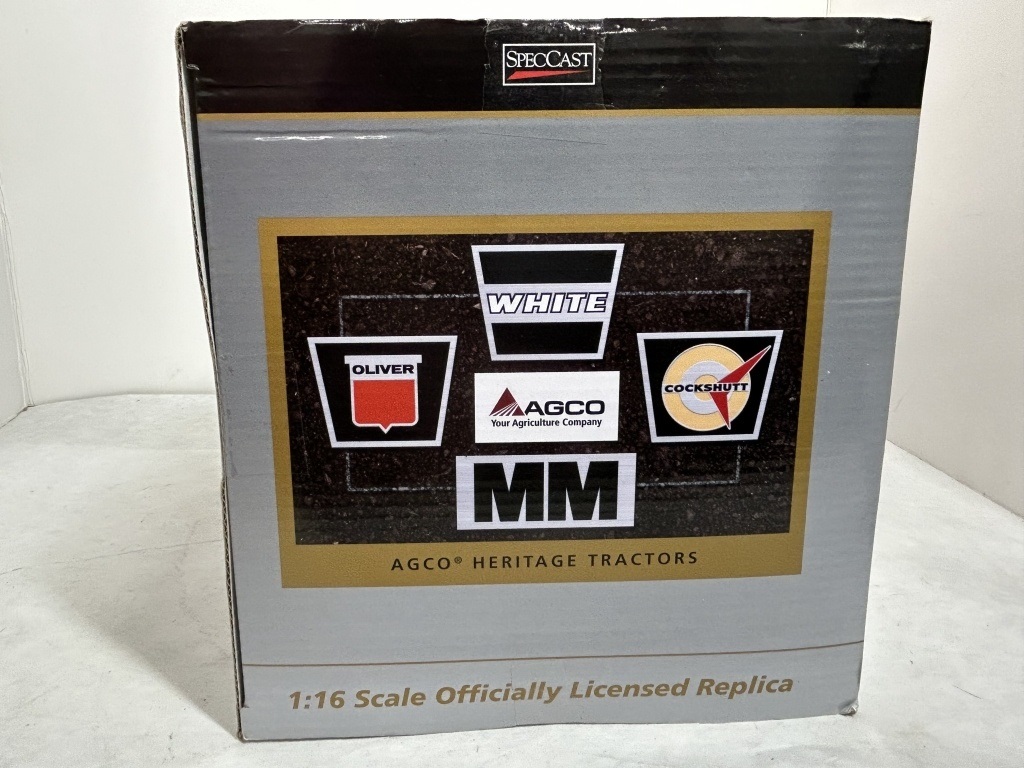 SPECCAST
WHITE
OLIVER
COCKSHUTT
AGCO
Your Agriculture Company
MM
AGCO® HERITAGE TRACTORS
1:16 Scale Officially Licensed Replica